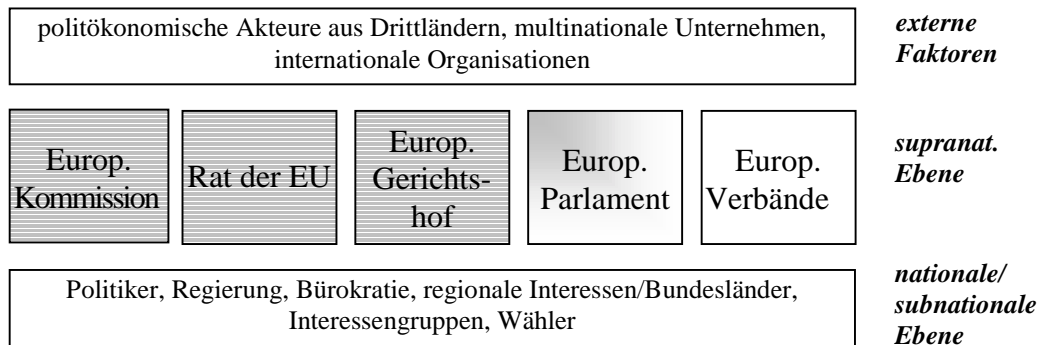 politökonomische Akteure aus Drittländern, multinationale Unternehmen,
internationale Organisationen
externe
Faktoren
Europ.
Kommission
Rat der EU
Europ.
Gerichts-
hof
Europ.
Parlament
Europ.
Verbände
supranat.
Ebene
Politiker, Regierung, Bürokratie, regionale Interessen/Bundesländer,
Interessengruppen, Wähler
nationale/
subnationale
Ebene